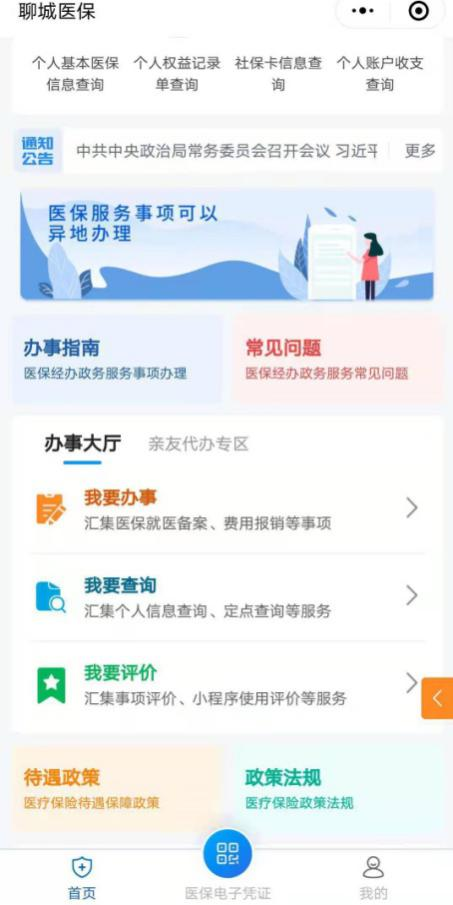 聊城医保
个人基本医保 个人权益记录 社保卡信息查 个人账户收支
信息查询 单查询 询 查询
通知
公告
中共中央政治局常务委员会召开会议 习近平 更多
医保服务事项可以
异地办理
办事指南 常见问题
医保经办政务服务事项办理 医保经办政务服务常见问题
办事大厅 亲友代办专区
我要办事
汇集医保就医备案、费用报销等事项
我要查询
汇集个人信息查询、定点查询等服务
我要评价
汇集事项评价、小程序使用评价等服务
待遇政策 政策法规
医疗保险待遇保障政策 医疗保险政策法规
首页 医保电子凭证 我的